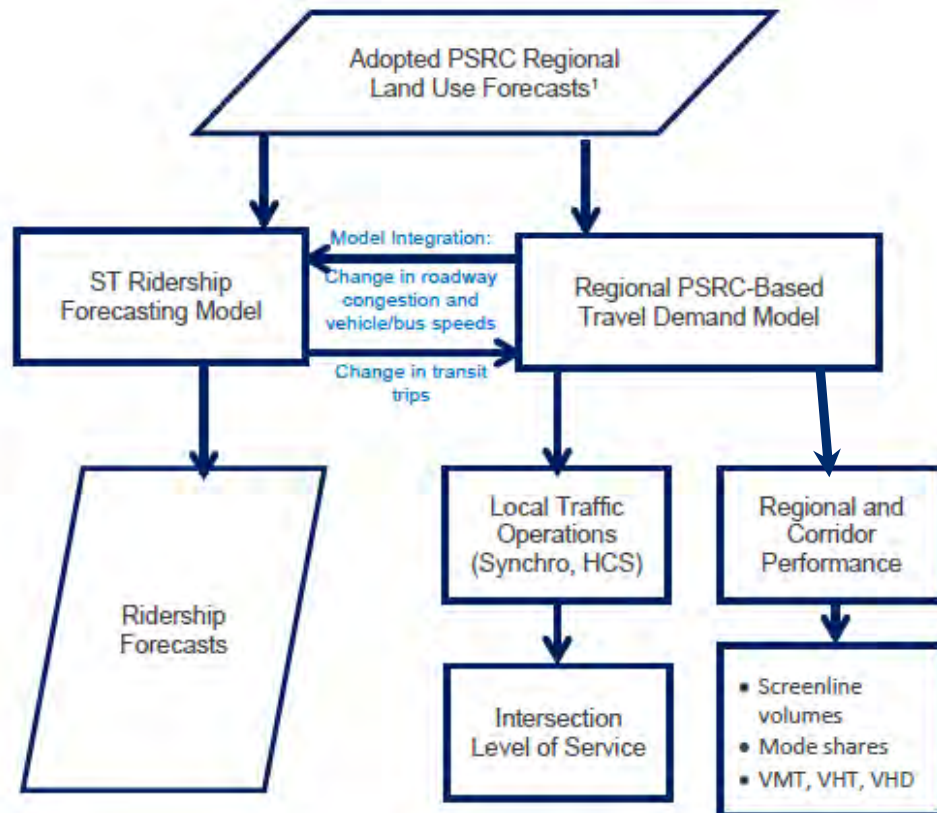 Adopted PSRC Regional
Land Use Forecasts¹
ST Ridership
Forecasting Model
Model Integration:
Change in roadway
congestion and
vehicle/bus speeds
Change in transit
trips
Regional PSRC-Based
Travel Demand Model
Ridership
Forecasts
Local Traffic
Operations
(Synchro, HCS)
Regional and
Corridor
Performance
Intersection
Level of Service
• Screenline
volumes
• Mode shares
• VMT, VHT, VHD